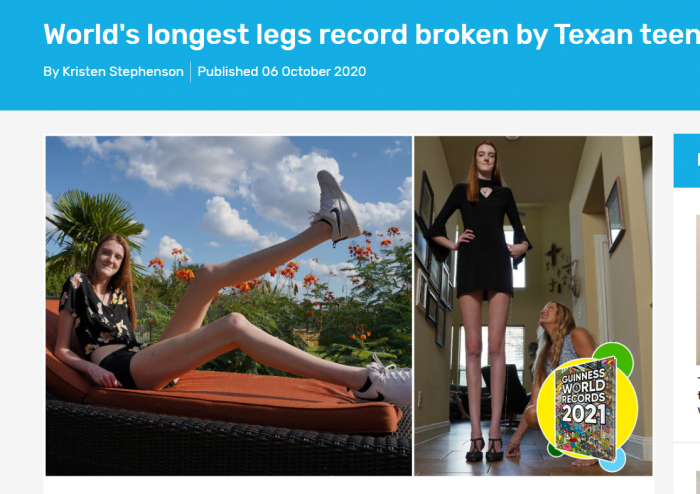 World's longest legs record broken by Texan teen
By Kristen Stephenson Published 06 October 2020
GUINNESS
WORLD
RECORDS
2021